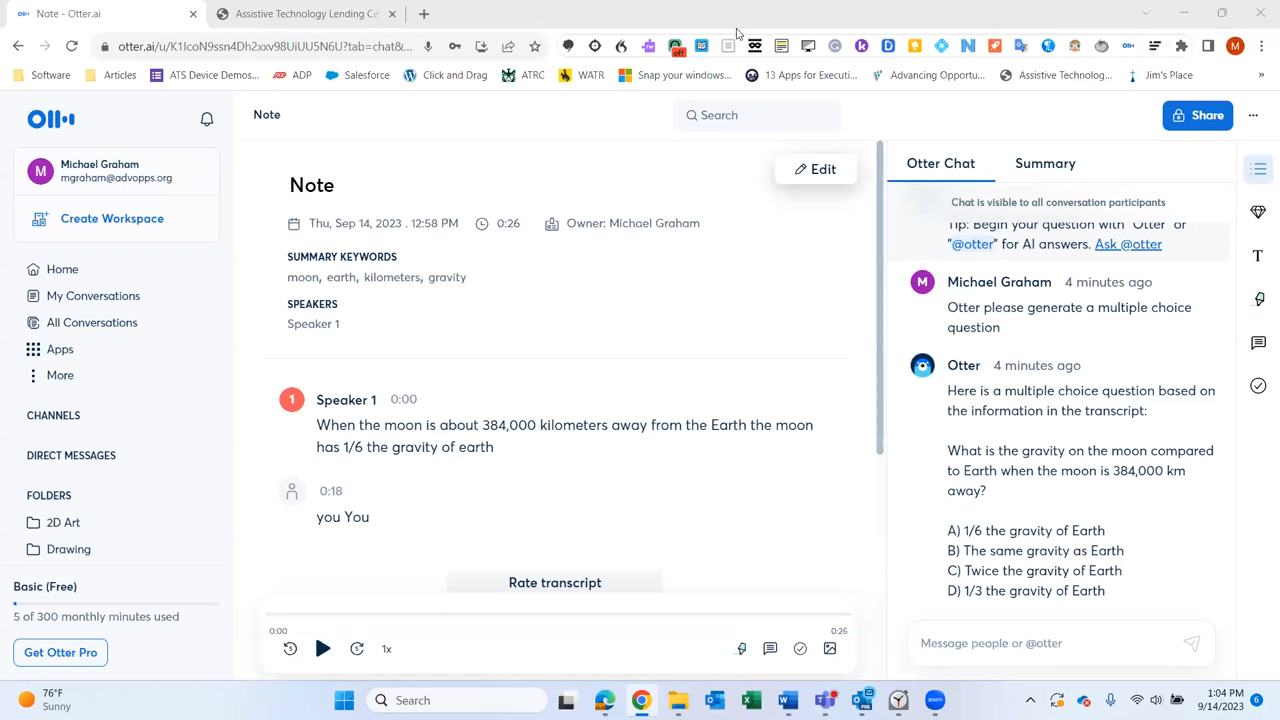 Note - Otter.ai
Assistive Technology Lending Ce
off
M
Software
Articles
ATS Device Demos...
ADP
Salesforce
Click and Drag
ATRC
WATR
Snap your windows...
13 Apps for Executi...
Advancing Opportu...
Assistive Technolog...
Jim's Place
Note
Search
Share
M
Michael Graham
mgraham@advopps.org
Create Workspace
Home
My Conversations
All Conversations
Apps
More
CHANNELS
DIRECT MESSAGES
FOLDERS
2D Art
Drawing
Basic (Free)
5 of 300 monthly minutes used
Get Otter Pro
Note
Edit
Thu, Sep 14, 2023 . 12:58 PM
0:26
Owner: Michael Graham
SUMMARY KEYWORDS
moon, earth, kilometers, gravity
SPEAKERS
Speaker 1
1
Speaker 1 0:00
When the moon is about 384,000 kilometers away from the Earth the moon
has 1/6 the gravity of earth
0:18
you You
Rate transcript
0:00
0:26
5
5
1x
Otter Chat
Summary
Chat is visible to all conversation participants
Tip: Begin your question with "Otter" or
"@otter" for AI answers. Ask @otter
M
Michael Graham 4 minutes ago
Otter please generate a multiple choice
question
Otter 4 minutes ago
Here is a multiple choice question based on
the information in the transcript:
What is the gravity on the moon compared
to Earth when the moon is 384,000 km
away?
A) 1/6 the gravity of Earth
B) The same gravity as Earth
C) Twice the gravity of Earth
D) 1/3 the gravity of Earth
Message people or @otter
T
76°F
Sunny
Search
1:04 PM
9/14/2023
6